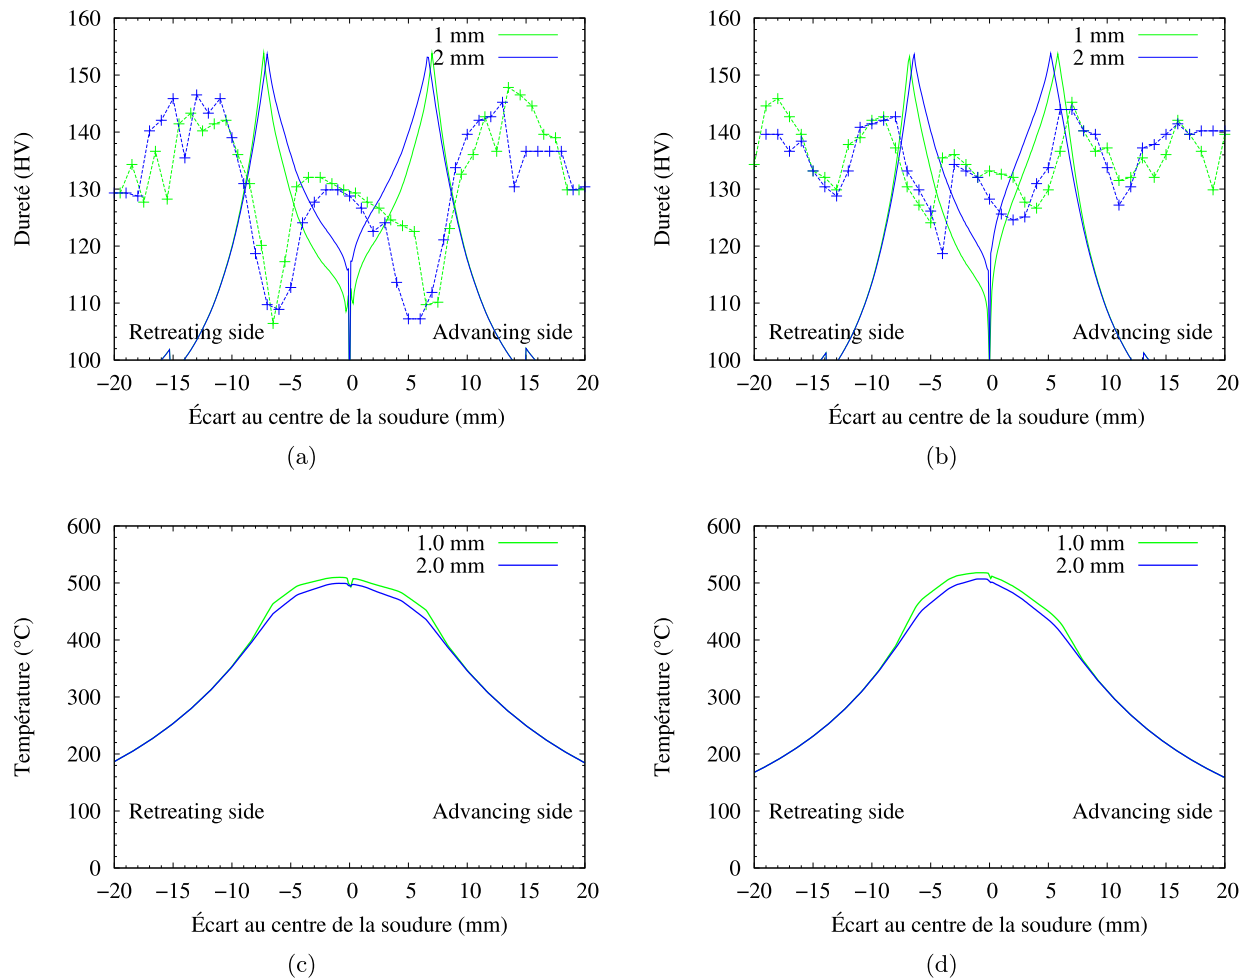 160
150
140
130
120
110
100
Dureté (HV)
1 mm
2 mm
Retreating side
Advancing side
−20 −15 −10 −5 0 5 10 15 20
Écart au centre de la soudure (mm)
(a)
160
150
140
130
120
110
100
Dureté (HV)
1 mm
2 mm
Retreating side
Advancing side
−20 −15 −10 −5 0 5 10 15 20
Écart au centre de la soudure (mm)
(b)
600
500
400
300
200
100
0
Température (°C)
1.0 mm
2.0 mm
Retreating side
Advancing side
−20 −15 −10 −5 0 5 10 15 20
Écart au centre de la soudure (mm)
(c)
600
500
400
300
200
100
0
Température (°C)
1.0 mm
2.0 mm
Retreating side
Advancing side
−20 −15 −10 −5 0 5 10 15 20
Écart au centre de la soudure (mm)
(d)